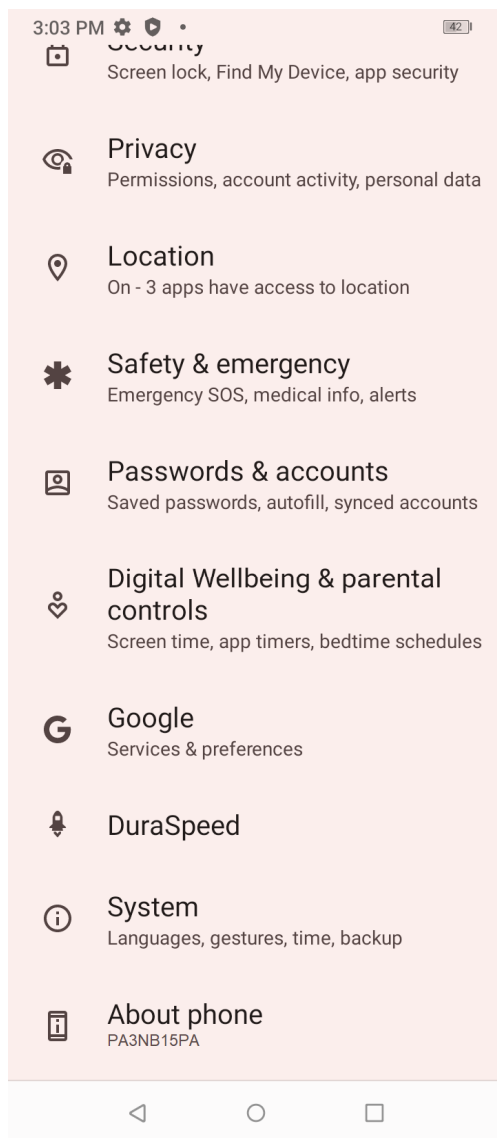 3:03 PM
42
Security
Screen lock, Find My Device, app security
Privacy
Permissions, account activity, personal data
Location
On - 3 apps have access to location
Safety & emergency
Emergency SOS, medical info, alerts
Passwords & accounts
Saved passwords, autofill, synced accounts
Digital Wellbeing & parental
controls
Screen time, app timers, bedtime schedules
Google
Services & preferences
DuraSpeed
System
Languages, gestures, time, backup
About phone
PA3NB15PA